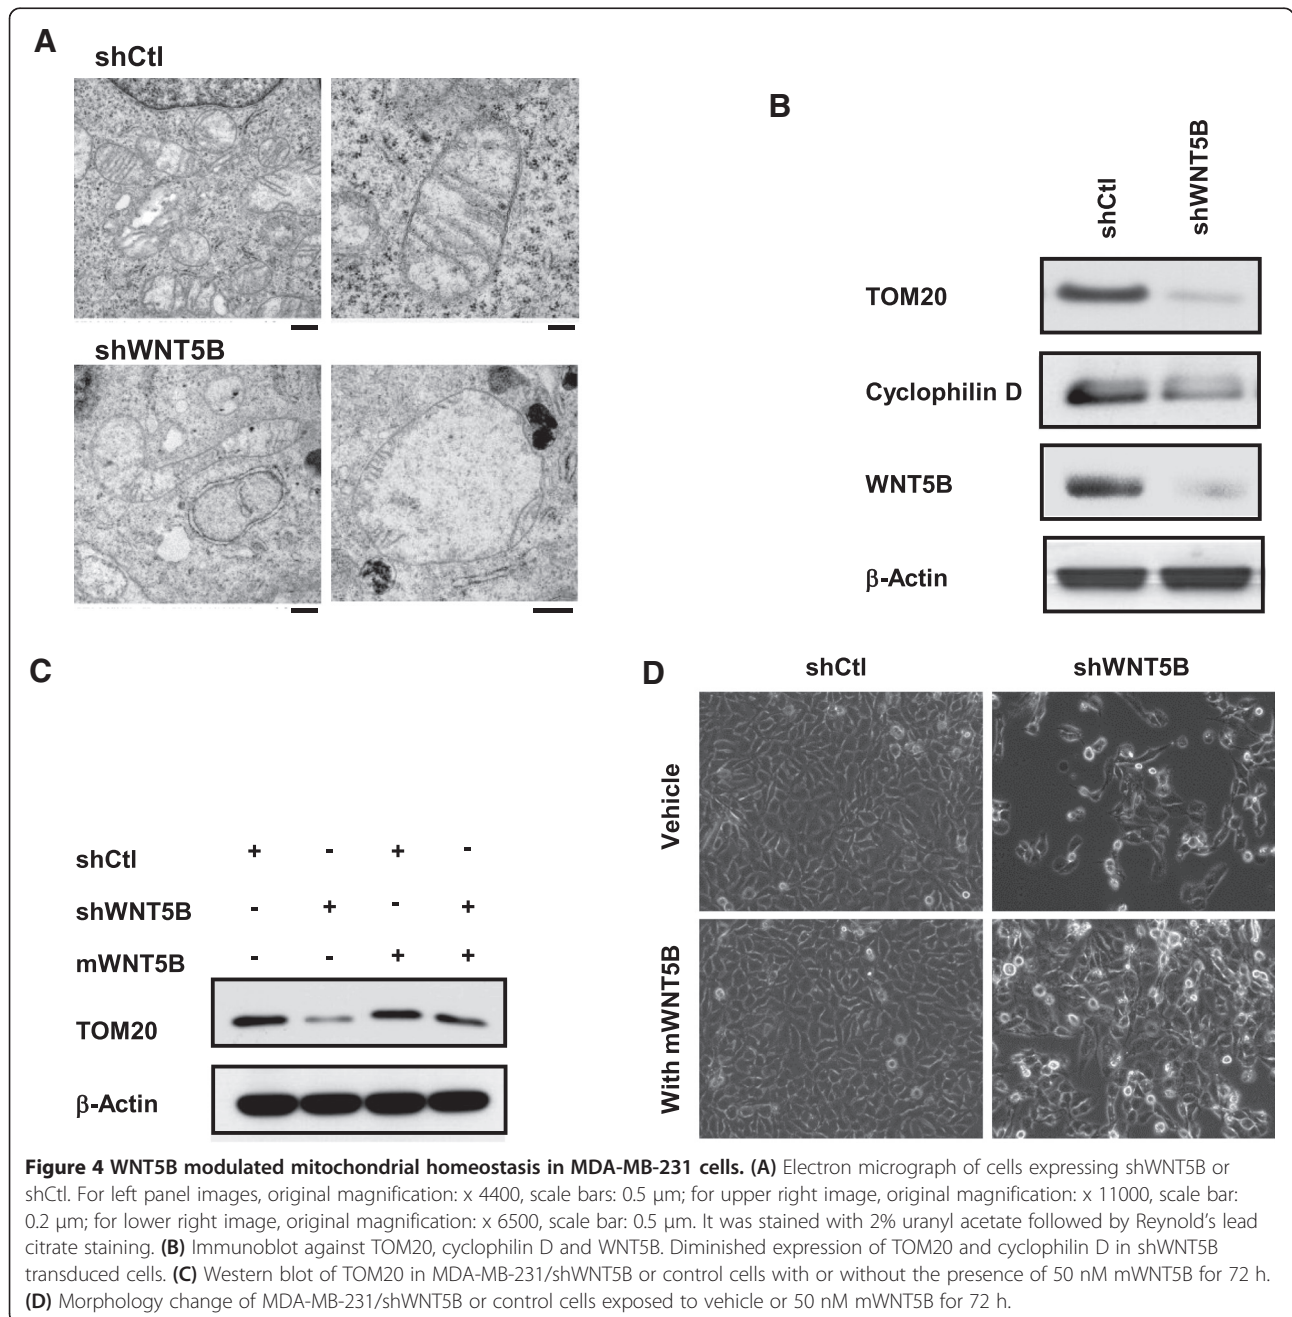 A
shCtl
shWNT5B
B
shCtl
shWNT5B
TOM20
Cyclophilin D
WNT5B
β-Actin
C
shCtl + - + -
shWNT5B - + - +
mWNT5B - - + +
TOM20
β-Actin
D
shCtl shWNT5B
Vehicle
With mWNT5B
Figure 4 WNT5B modulated mitochondrial homeostasis in MDA-MB-231 cells. (A) Electron micrograph of cells expressing shWNT5B or
shCtl. For left panel images, original magnification: x 4400, scale bars: 0.5 μm; for upper right image, original magnification: x 11000, scale bar:
0.2 μm; for lower right image, original magnification: x 6500, scale bar: 0.5 μm. It was stained with 2% uranyl acetate followed by Reynold's lead
citrate staining. (B) Immunoblot against TOM20, cyclophilin D and WNT5B. Diminished expression of TOM20 and cyclophilin D in shWNT5B
transduced cells. (C) Western blot of TOM20 in MDA-MB-231/shWNT5B or control cells with or without the presence of 50 nM mWNT5B for 72 h.
(D) Morphology change of MDA-MB-231/shWNT5B or control cells exposed to vehicle or 50 nM mWNT5B for 72 h.